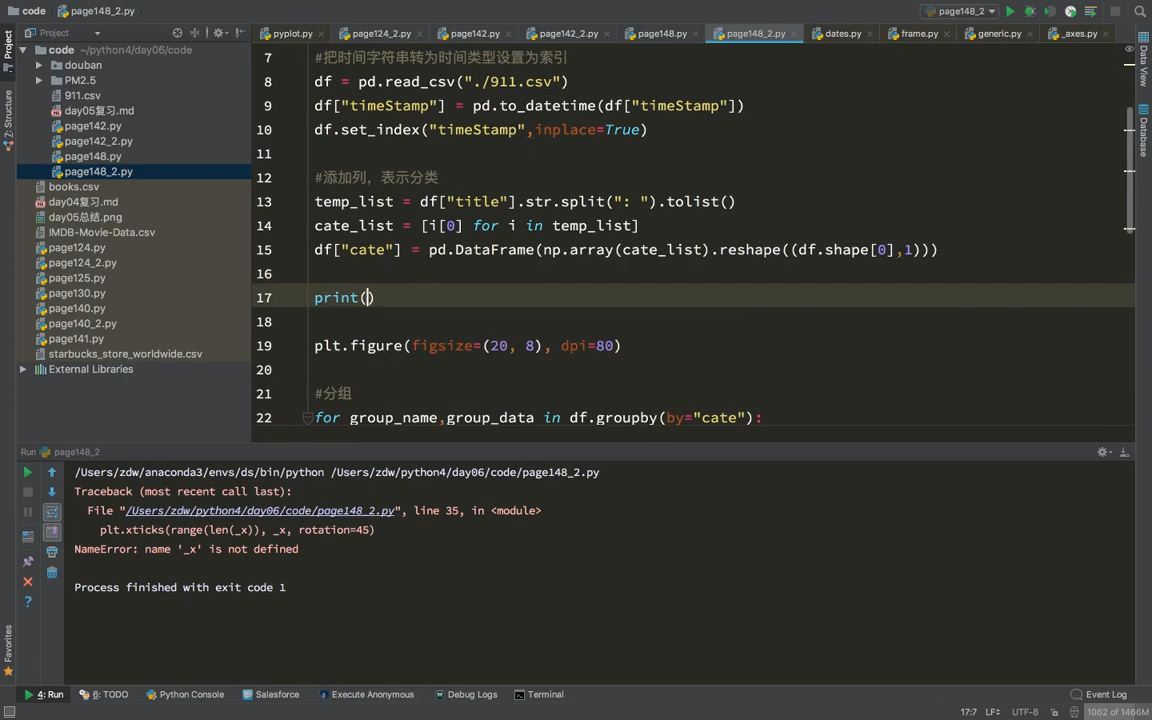 code
page148_2.py
page148_2
Project
pyplot.py
page124_2.py
page142.py
page142_2.py
page148.py
page148_2.py
dates.py
frame.py
generic.py
_axes.py
Project
Z: Structure
Favorites
Data View
Database
code
douban
PM2.5
911.csv
day05复习.md
page142.py
page142_2.py
page148.py
page148_2.py
books.csv
day04复习.md
day05总结.png
IMDB-Movie-Data.csv
page124.py
page124_2.py
page125.py
page130.py
page140.py
page140_2.py
page141.py
starbucks_store_worldwide.csv
External Libraries
7 #把时间字符串转为时间类型设置为索引
8 df = pd.read_csv("./911.csv")
9 df["timeStamp"] = pd.to_datetime(df["timeStamp"])
10 df.set_index("timeStamp",inplace=True)
11
12 #添加列，表示分类
13 temp_list = df["title"].str.split(": ").tolist()
14 cate_list = [i[0] for i in temp_list]
15 df["cate"] = pd.DataFrame(np.array(cate_list).reshape((df.shape[0],1)))
16
17 print()
18
19 plt.figure(figsize=(20, 8), dpi=80)
20
21 #分组
22 for group_name,group_data in df.groupby(by="cate"):
Run page148_2
/Users/zdw/anaconda3/envs/ds/bin/python /Users/zdw/python4/day06/code/page148_2.py
Traceback (most recent call last):
File "/Users/zdw/python4/day06/code/page148_2.py", line 35, in <module>
plt.xticks(range(len(_x)), _x, rotation=45)
NameError: name '_x' is not defined
Process finished with exit code 1
4: Run
6: TODO
Python Console
Salesforce
Execute Anonymous
Debug Logs
Terminal
Event Log
17:7 LF÷ UTF-8 1062 of 1466M